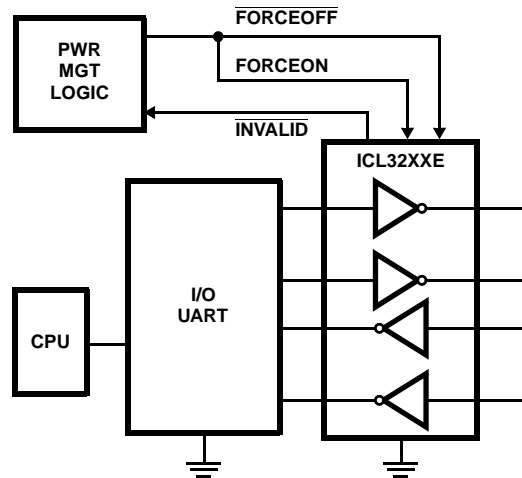 FORCEOFF
PWR
MGT
LOGIC
FORCEON
INVALID
ICL32XXE
I/O
UART
CPU